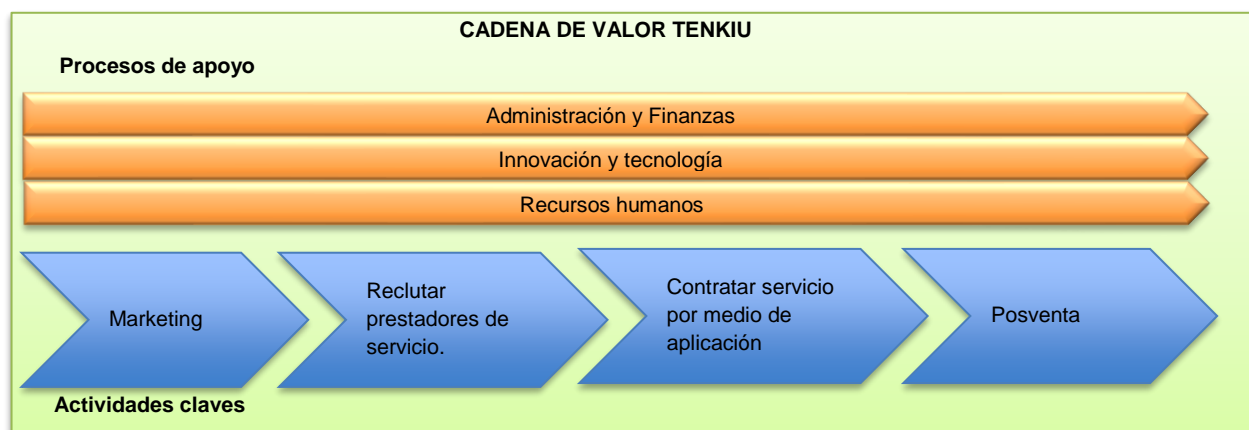 CADENA DE VALOR TENKIU
Procesos de apoyo
Administración y Finanzas
Innovación y tecnología
Recursos humanos
Marketing
Reclutar
prestadores de
servicio.
Contratar servicio
por medio de
aplicación
Posventa
Actividades claves